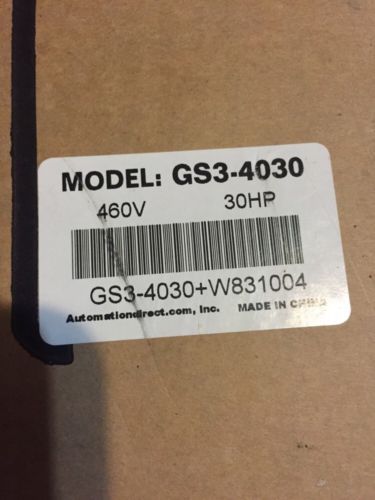 MODEL: GS3-4030
460V 30HP
GS3-4030+W831004
Automationdirect.com, Inc. MADE IN CHINA